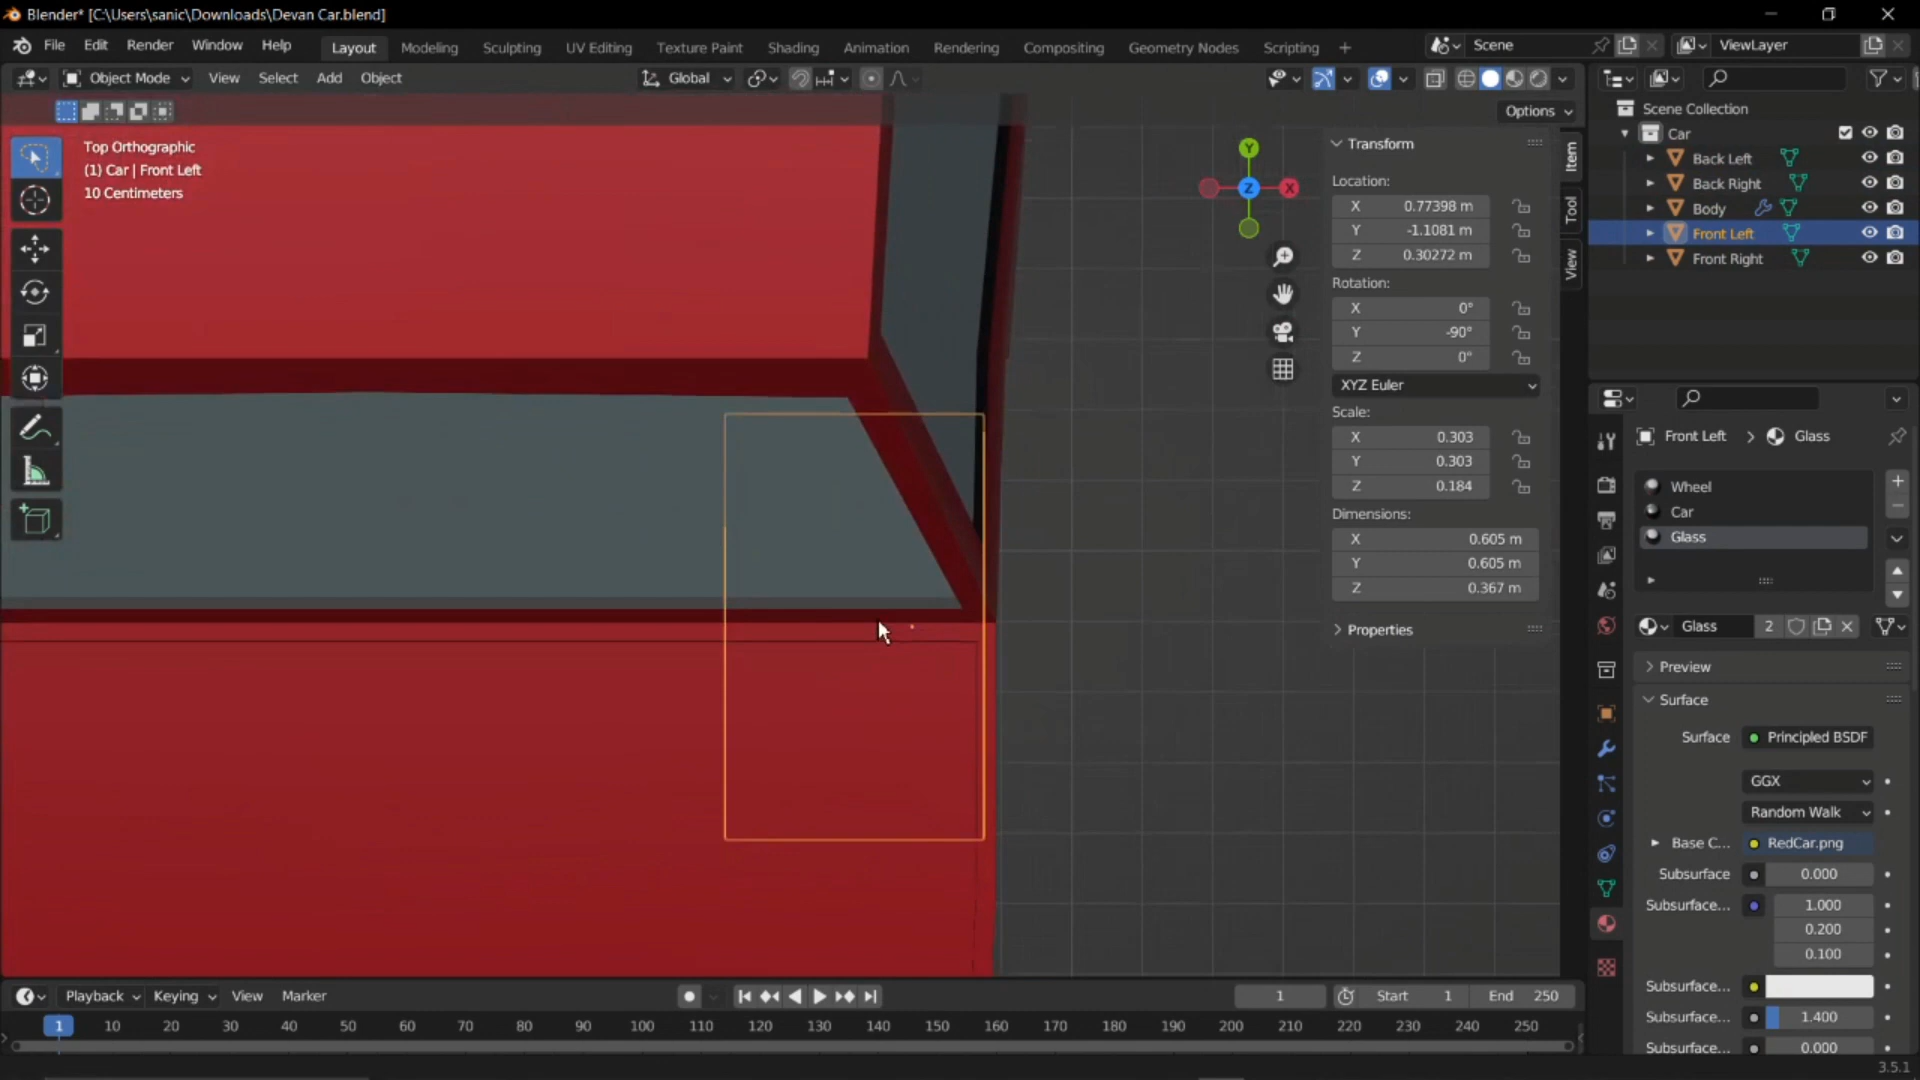 Blender* [C:\Users\sanic\Downloads\Devan Car.blend]
File Edit Render Window Help Layout Modeling Sculpting UV Editing Texture Paint Shading Animation Rendering Compositing Geometry Nodes Scripting + Scene ViewLayer
Object Mode View Select Add Object Global
Options
Top Orthographic
(1) Car | Front Left
10 Centimeters
Y
X
Z
Transform
Location:
X 0.77398 m
Y -1.1081 m
Z 0.30272 m
Rotation:
X 0°
Y -90°
Z 0°
XYZ Euler
Scale:
X 0.303
Y 0.303
Z 0.184
Dimensions:
X 0.605 m
Y 0.605 m
Z 0.367 m
Properties
Item
Tool
View
Scene Collection
Car
Back Left
Back Right
Body
Front Left
Front Right
Front Left > Glass
Wheel
Car
Glass
Glass 2
Preview
Surface
Surface Principled BSDF
GGX
Random Walk
Base C... RedCar.png
Subsurface 0.000
Subsurface... 1.000
0.200
0.100
Subsurface...
Subsurface... 1.400
Subsurface... 0.000
Playback Keying View Marker 1 Start 1 End 250
1 10 20 30 40 50 60 70 80 90 100 110 120 130 140 150 160 170 180 190 200 210 220 230 240 250
3.5.1